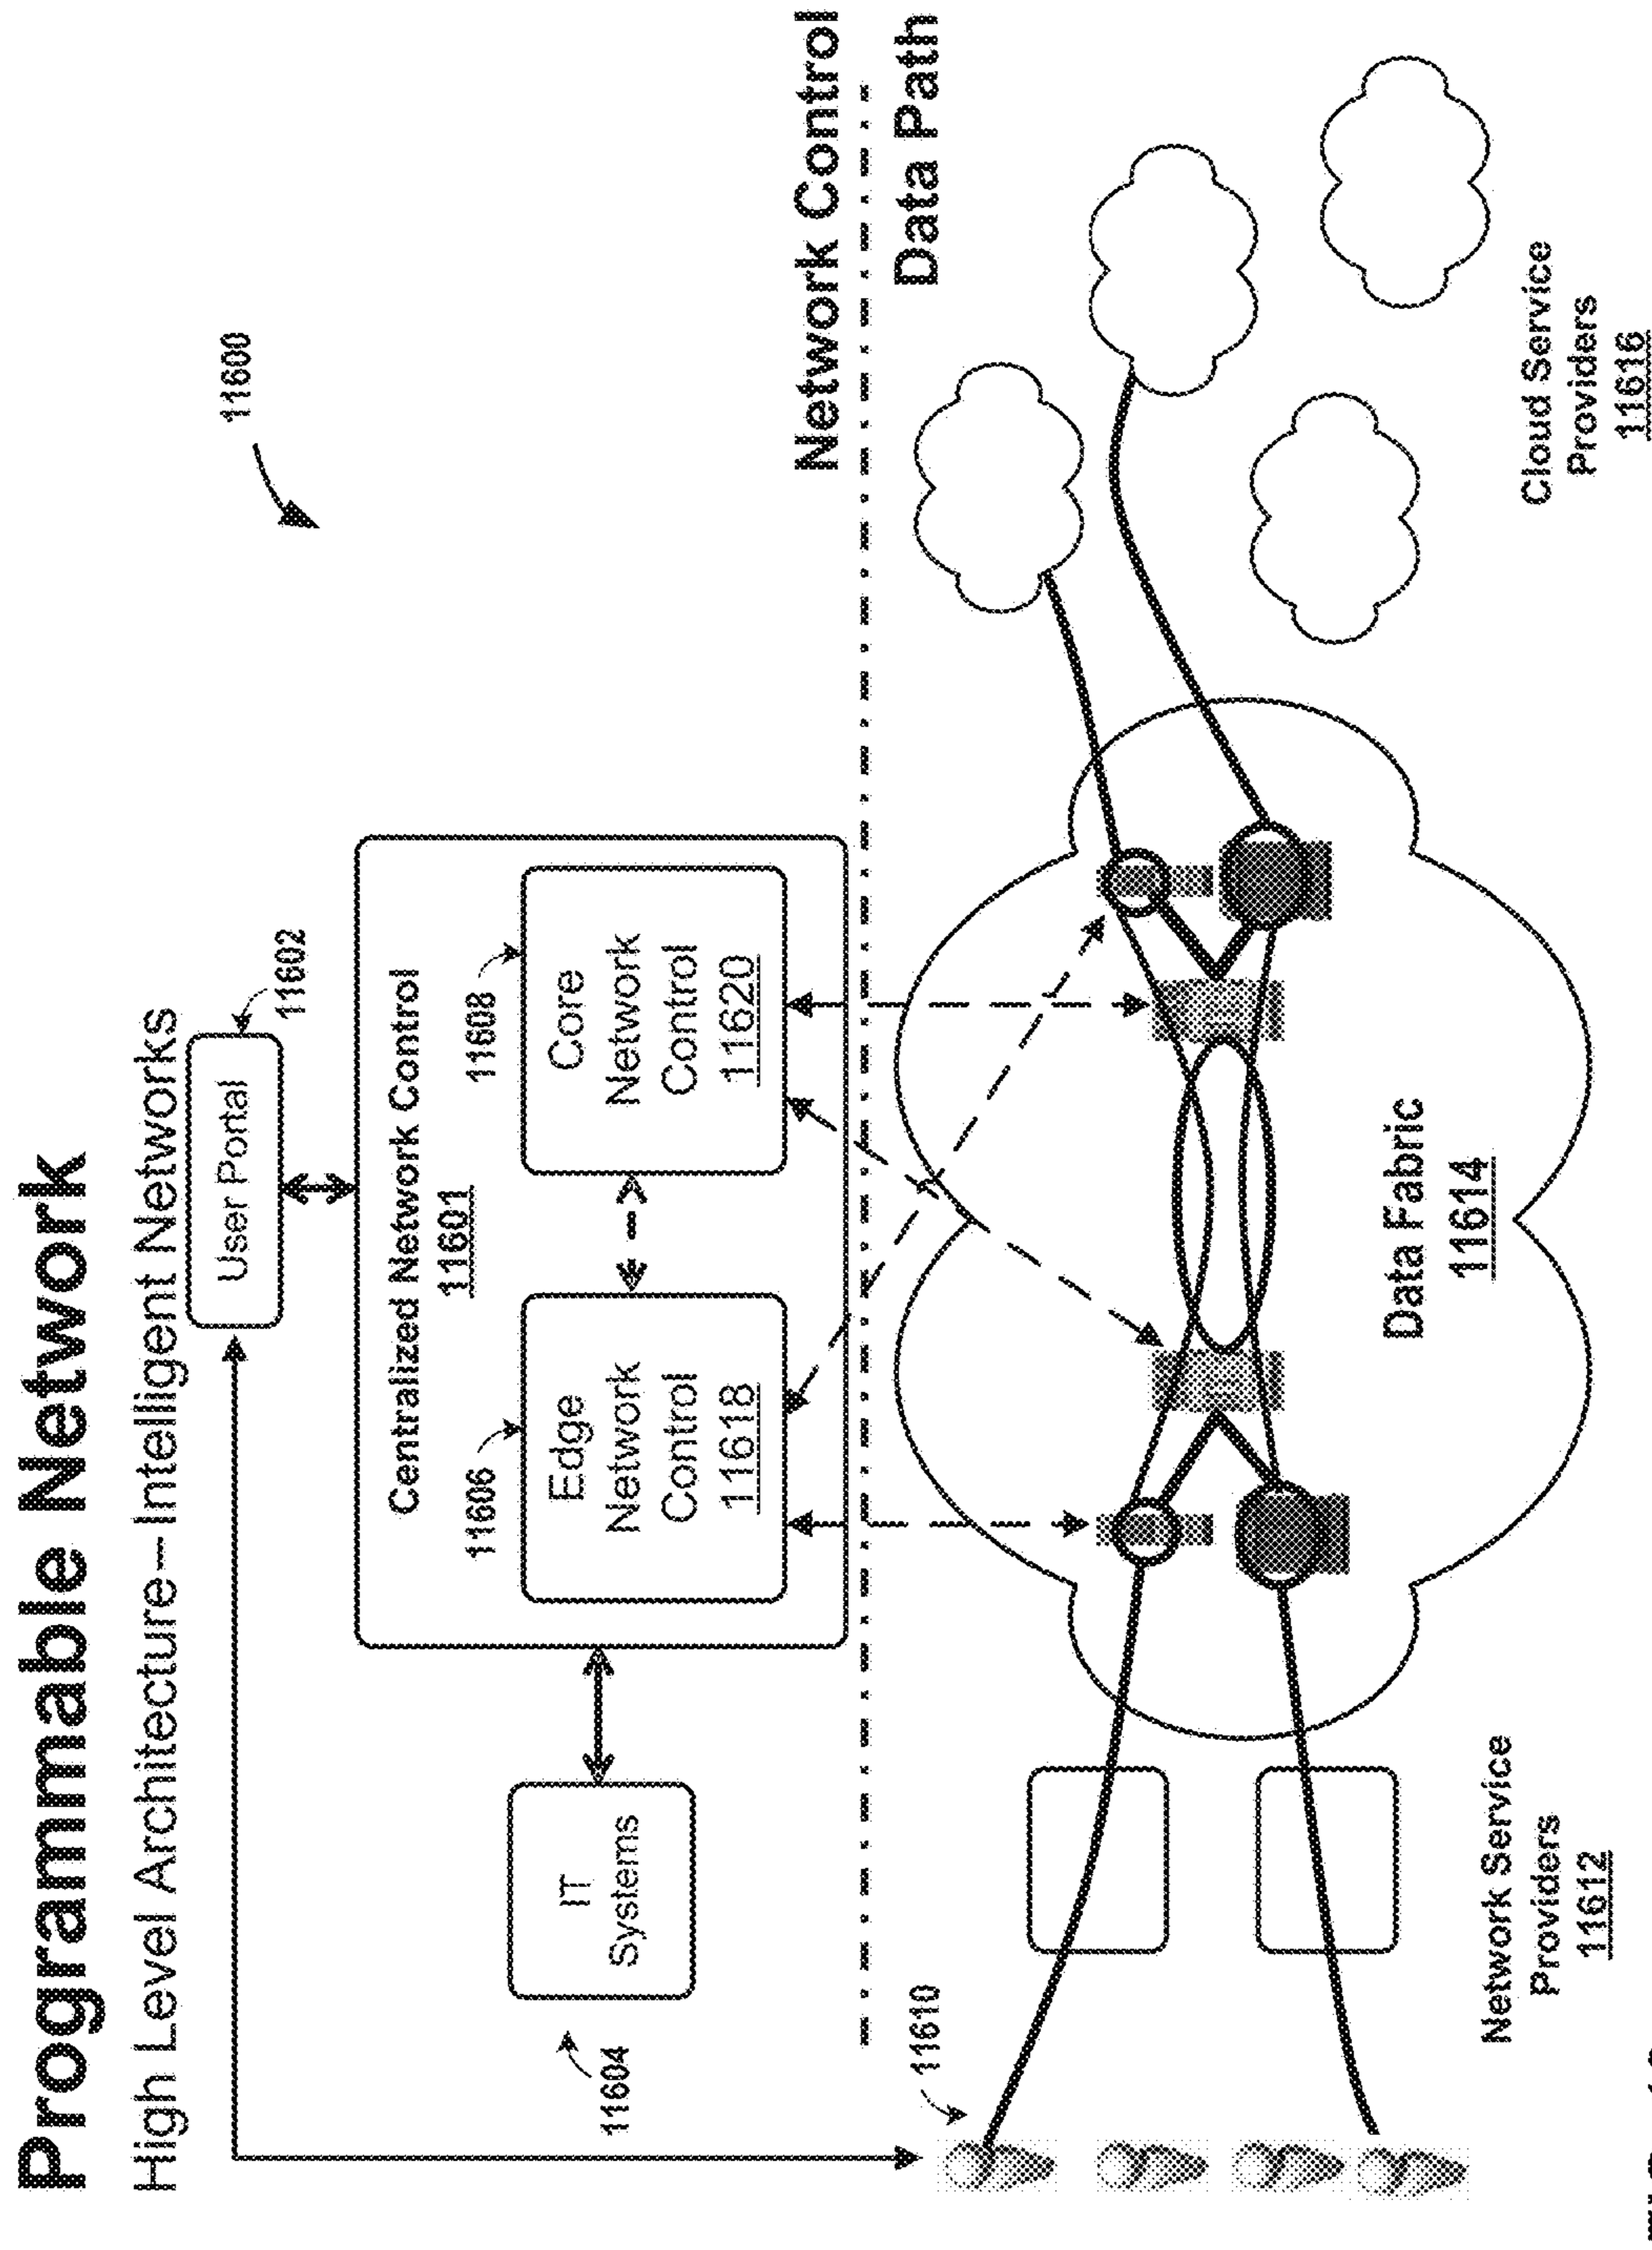 Programmable Network
High Level Architecture–Intelligent Networks
11600
User Portal
11602
Centralized Network Control
11601
11606
Edge
Network
Control
11618
11608
Core
Network
Control
11620
IT
Systems
11604
Network Control
Data Path
11610
Network Service
Providers
11612
Data Fabric
11614
Cloud Service
Providers
11616